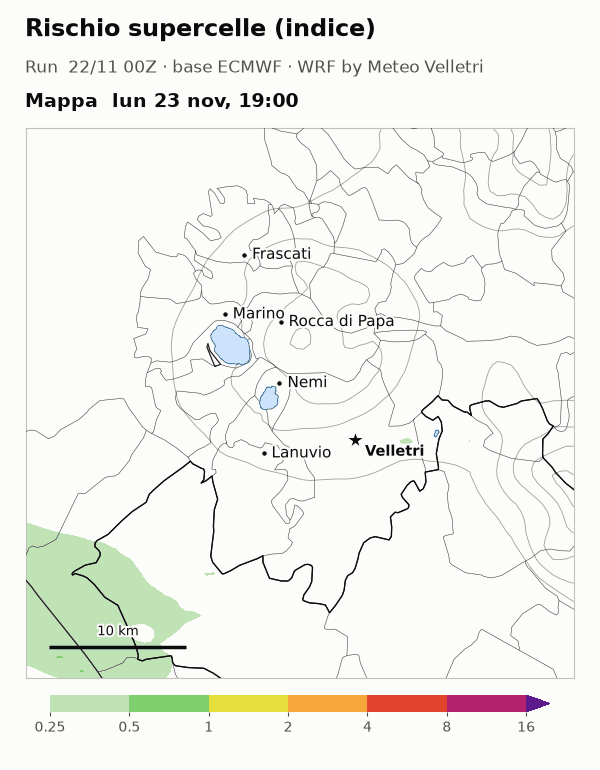 Rischio supercelle (indice)
Run  22/11 00Z · base ECMWF · WRF by Meteo Velletri
Mappa  lun 23 nov, 19:00
Frascati
Marino
Rocca di Papa
Nemi
Velletri
Lanuvio
10 km
0.25 0.5 1 2 4 8 16